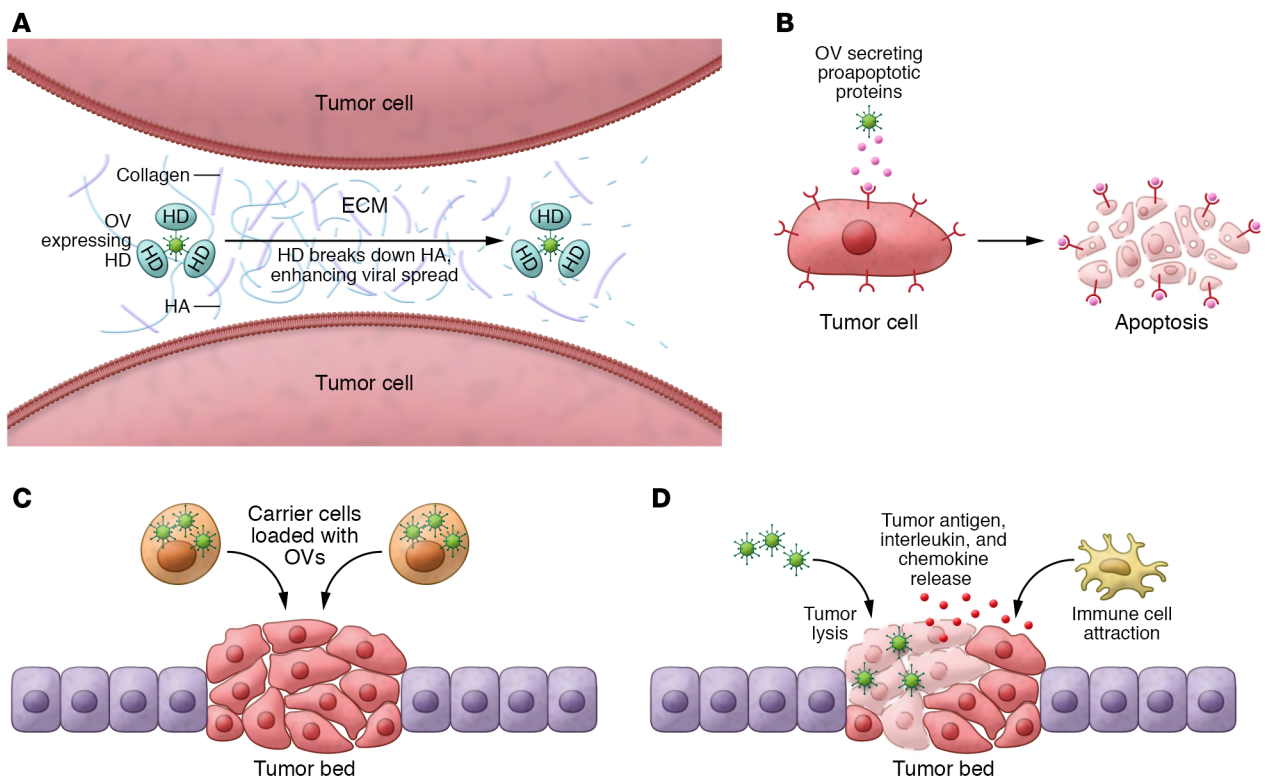 A
Tumor cell
Collagen
ECM
OV
expressing
HD
HD
HD
HD
HD breaks down HA,
enhancing viral spread
HD
HD
HD
HA
Tumor cell
B
OV secreting
proapoptotic
proteins
Tumor cell
Apoptosis
C
Carrier cells
loaded with
OVs
Tumor bed
D
Tumor antigen,
interleukin, and
chemokine
release
Tumor
lysis
Immune cell
attraction
Tumor bed